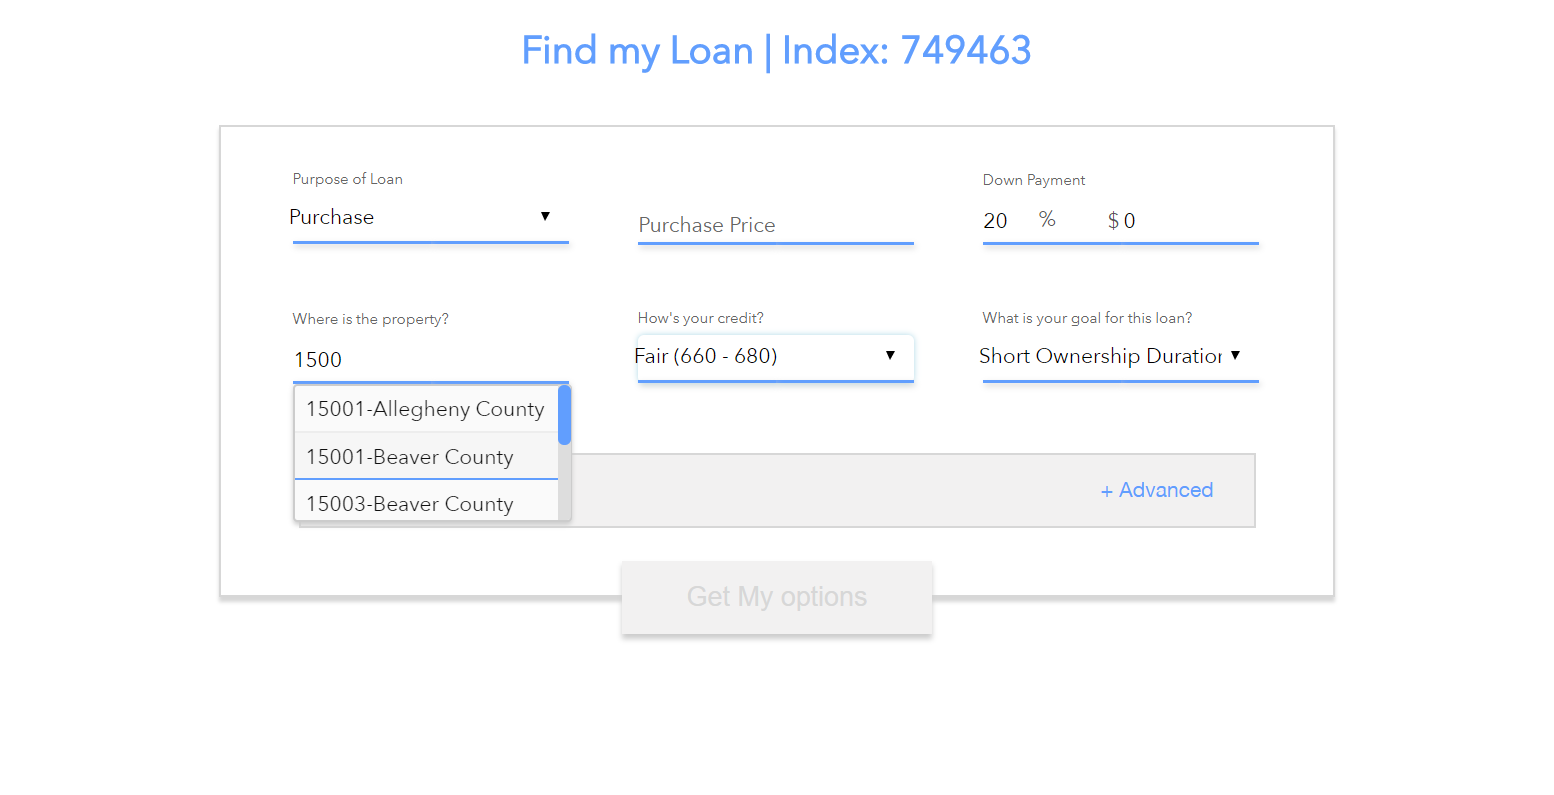 Find my Loan | Index: 749463
Purpose of Loan
Purchase ▼
Purchase Price
Down Payment
20 % $ 0
Where is the property?
1500
15001-Allegheny County
15001-Beaver County
15003-Beaver County
How's your credit?
Fair (660 - 680) ▼
What is your goal for this loan?
Short Ownership Duration ▼
+ Advanced
Get My options